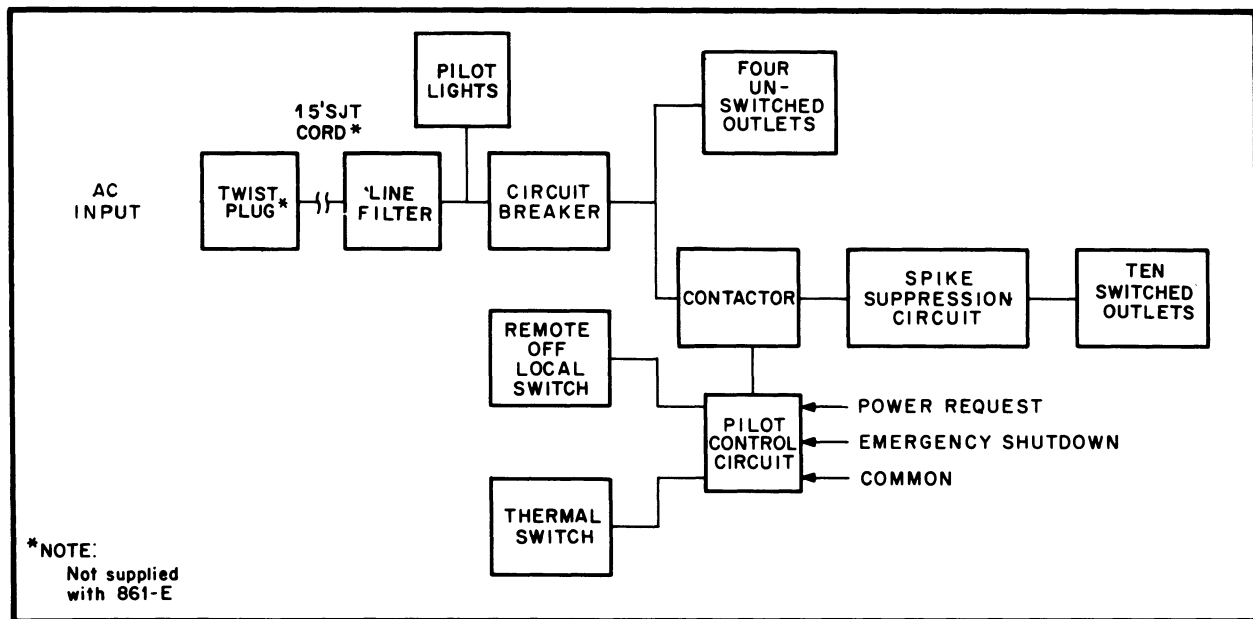 PILOT
LIGHTS
FOUR
UN-
SWITCHED
OUTLETS
15'SJT
CORD*
AC
INPUT
TWIST
PLUG*
LINE
FILTER
CIRCUIT
BREAKER
CONTACTOR
SPIKE
SUPPRESSION
CIRCUIT
TEN
SWITCHED
OUTLETS
REMOTE
OFF
LOCAL
SWITCH
PILOT
CONTROL
CIRCUIT
POWER REQUEST
EMERGENCY SHUTDOWN
COMMON
THERMAL
SWITCH
*NOTE:
Not supplied
with 861-E